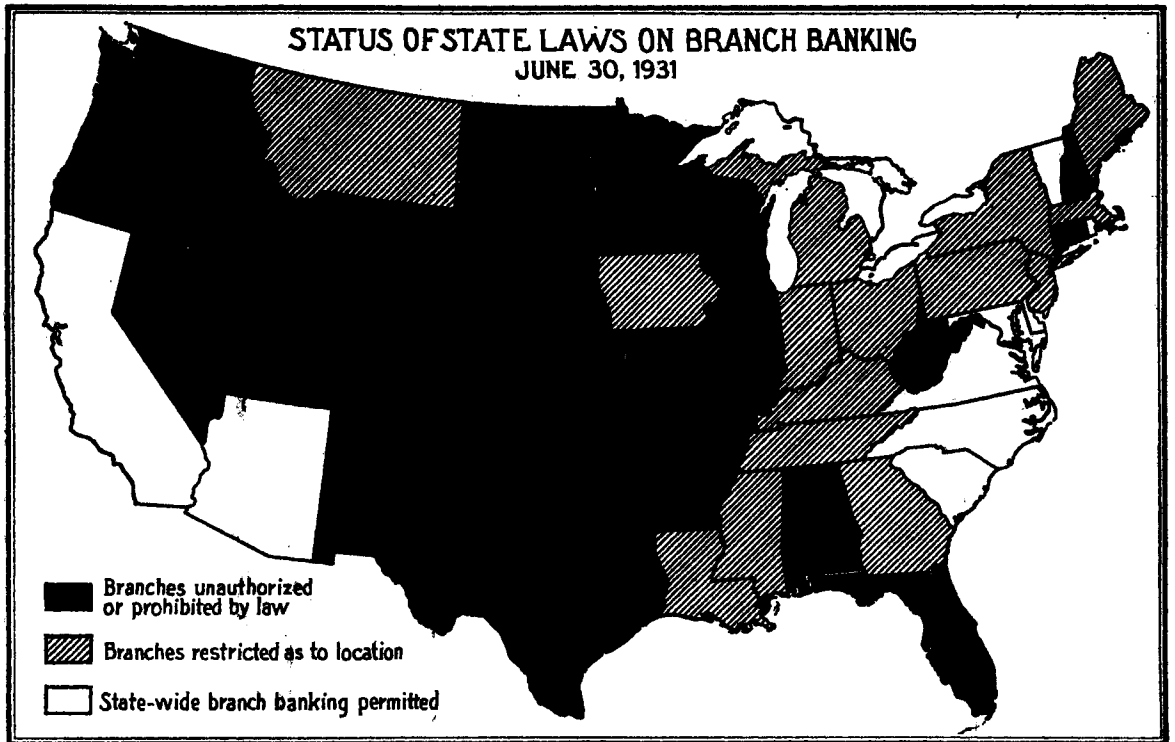 STATUS OF STATE LAWS ON BRANCH BANKING
JUNE 30, 1931
Branches unauthorized
or prohibited by law
Branches restricted as to location
State-wide branch banking permitted